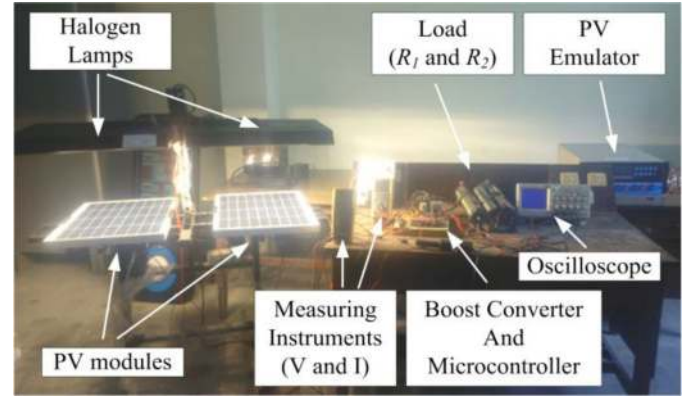 Halogen
Lamps
Load
(R1 and R2)
PV
Emulator
Oscilloscope
PV modules
Measuring
Instruments
(V and I)
Boost Converter
And
Microcontroller